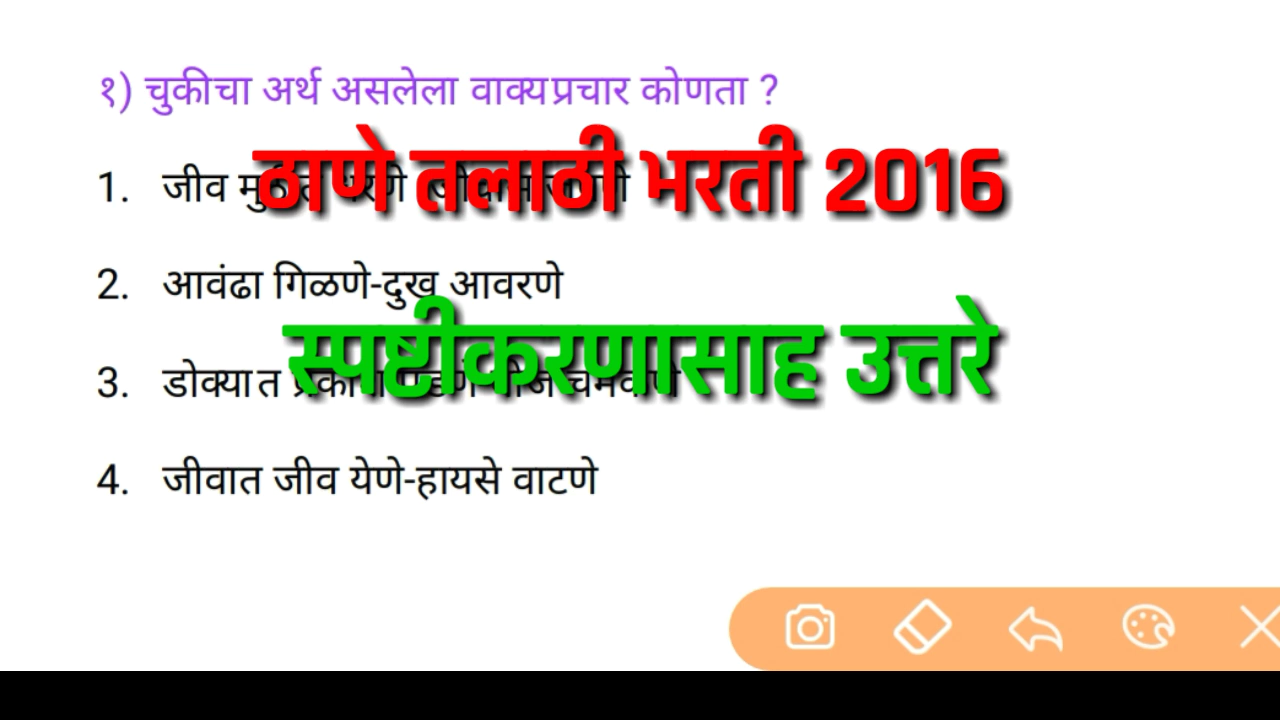 १) चुकीचा अर्थ असलेला वाक्यप्रचार कोणता ?
ठाणे तलाठी भरती 2016
1. जीव
2. आवंढा गिळणे-दुख आवरणे
स्पष्टीकरणासाह उत्तरे
3. डोक्यात
4. जीवात जीव येणे-हायसे वाटणे